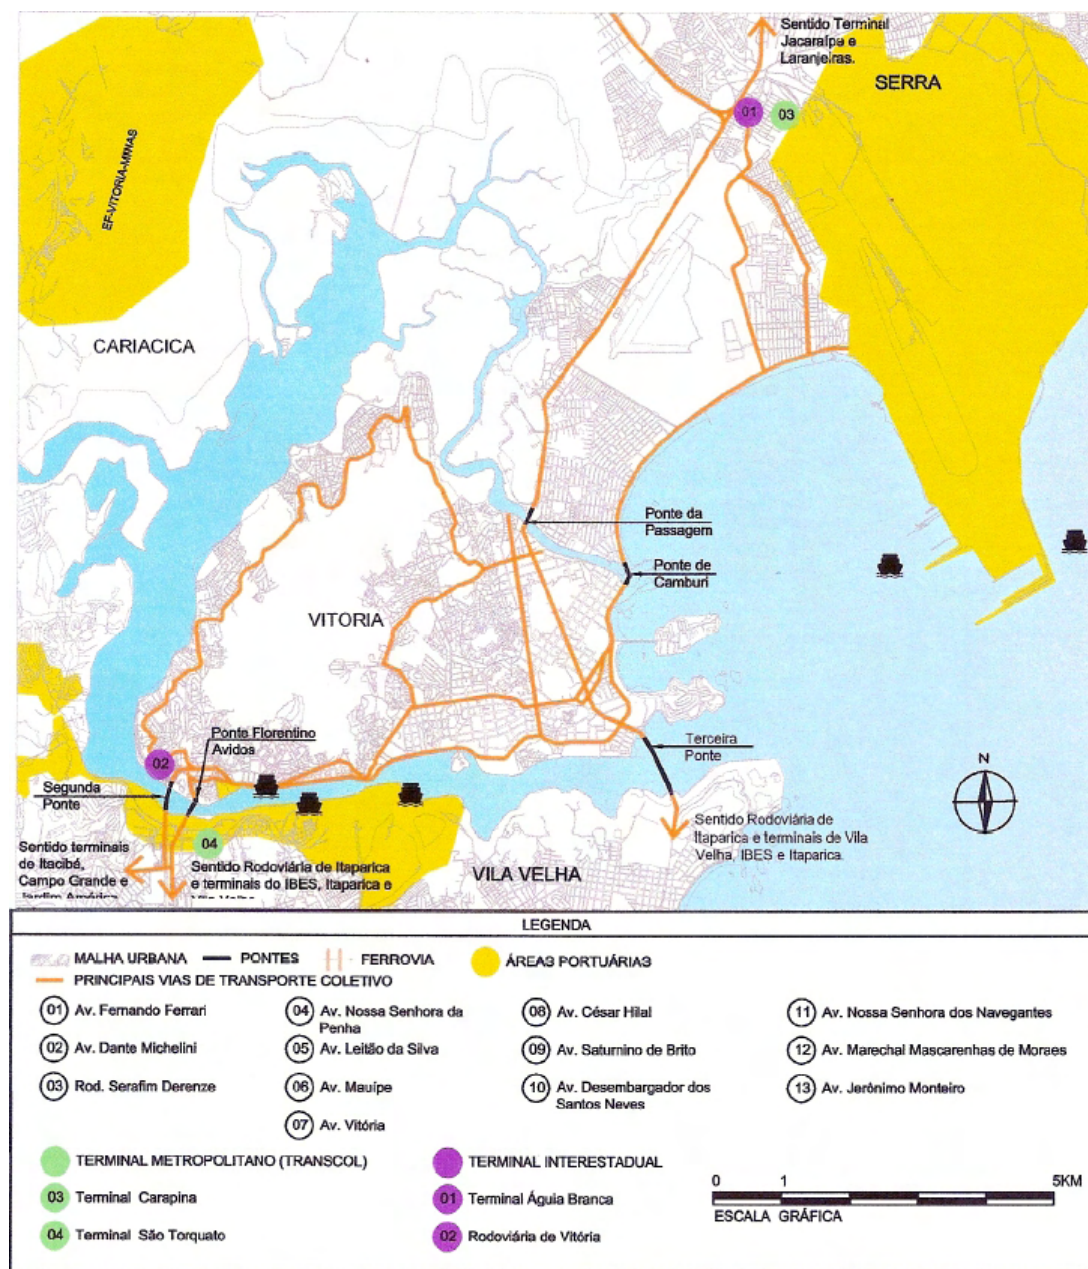 Sentido Terminal
Jacaraípe e
Laranjeiras.
SERRA
01
03
EF-VITORIA-MINAS
CARIACICA
Ponte da
Passagem
Ponte de
Camburi
VITORIA
Ponte Florentino
Avidos
02
Terceira
Ponte
Segunda
Ponte
N
04
Sentido terminais
de Itacibé,
Campo Grande e
Jardim América
Sentido Rodoviária de Itaparica
e terminais do IBES, Itaparica e
Vila Velha
VILA VELHA
Sentido Rodoviária de
Itaparica e terminais de Vila
Velha, IBES e Itaparica.
LEGENDA
MALHA URBANA
PONTES
FERROVIA
ÁREAS PORTUÁRIAS
PRINCIPAIS VIAS DE TRANSPORTE COLETIVO
01 Av. Fernando Ferrari
02 Av. Dante Michelini
03 Rod. Serafim Derenze
04 Av. Nossa Senhora da
Penha
05 Av. Leitão da Silva
06 Av. Mauípe
07 Av. Vitória
08 Av. César Hilal
09 Av. Saturnino de Brito
10 Av. Desembargador dos
Santos Neves
11 Av. Nossa Senhora dos Navegantes
12 Av. Marechal Mascarenhas de Moraes
13 Av. Jerônimo Monteiro
TERMINAL METROPOLITANO (TRANSCOL)
03 Terminal Carapina
04 Terminal São Torquato
TERMINAL INTERESTADUAL
01 Terminal Águia Branca
02 Rodoviária de Vitória
0 1 5KM
ESCALA GRÁFICA